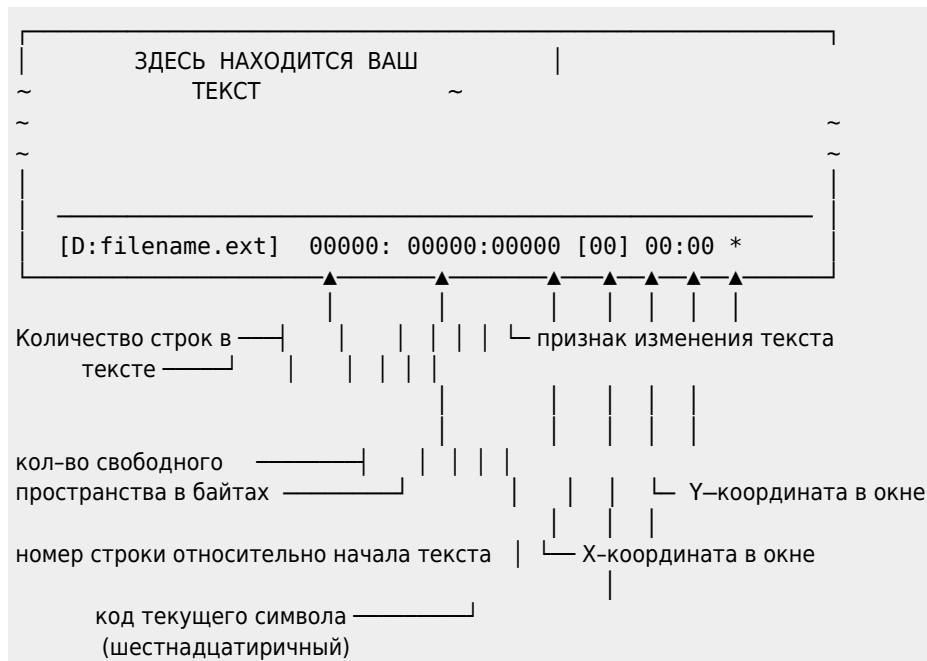 ЗДЕСЬ НАХОДИТСЯ ВАШ
ТЕКСТ
[D:filename.ext] 00000: 00000:00000 [00] 00:00 *
Количество строк в признак изменения текста
тексте
кол-во свободного
пространства в байтах Y-координата в окне
номер строки относительно начала текста X-координата в окне
код текущего символа
(шестнадцатиричный)